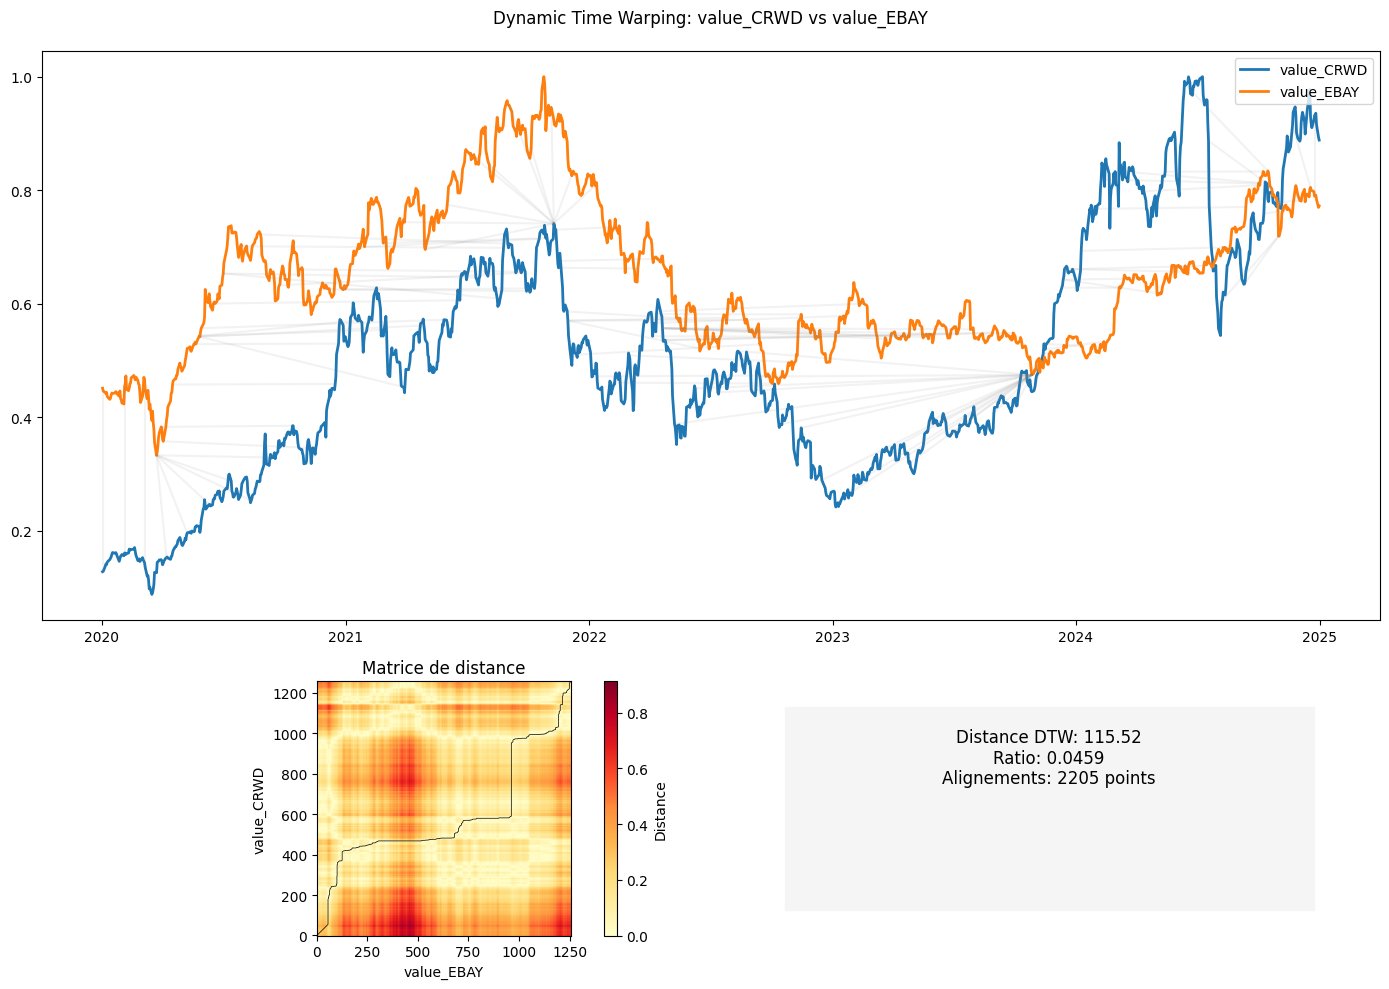 Dynamic Time Warping: value_CRWD vs value_EBAY
value_CRWD
value_EBAY
1.0
0.8
0.6
0.4
0.2
2020 2021 2022 2023 2024 2025
Matrice de distance
value_CRWD
1200
1000
800
600
400
200
0
0 250 500 750 1000 1250
value_EBAY
0.8
0.6
0.4
0.2
0.0
Distance
Distance DTW: 115.52
Ratio: 0.0459
Alignements: 2205 points